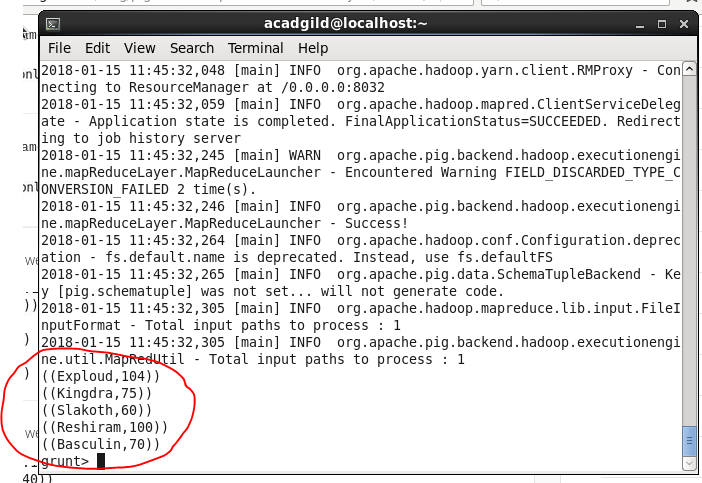 acadgild@localhost:~
File Edit View Search Terminal Help
2018-01-15 11:45:32,048 [main] INFO  org.apache.hadoop.yarn.client.RMProxy - Con
necting to ResourceManager at /0.0.0.0:8032
2018-01-15 11:45:32,059 [main] INFO  org.apache.hadoop.mapred.ClientServiceDeleg
ate - Application state is completed. FinalApplicationStatus=SUCCEEDED. Redirect
ing to job history server
2018-01-15 11:45:32,245 [main] WARN  org.apache.pig.backend.hadoop.executionengi
ne.mapReduceLayer.MapReduceLauncher - Encountered Warning FIELD_DISCARDED_TYPE_C
ONVERSION_FAILED 2 time(s).
2018-01-15 11:45:32,246 [main] INFO  org.apache.pig.backend.hadoop.executionengi
ne.mapReduceLayer.MapReduceLauncher - Success!
2018-01-15 11:45:32,264 [main] INFO  org.apache.hadoop.conf.Configuration.deprec
ation - fs.default.name is deprecated. Instead, use fs.defaultFS
2018-01-15 11:45:32,265 [main] INFO  org.apache.pig.data.SchemaTupleBackend - Ke
y [pig.schematuple] was not set... will not generate code.
2018-01-15 11:45:32,305 [main] INFO  org.apache.hadoop.mapreduce.lib.input.FileI
nputFormat - Total input paths to process : 1
2018-01-15 11:45:32,305 [main] INFO  org.apache.pig.backend.hadoop.executionengi
ne.util.MapRedUtil - Total input paths to process : 1
((Exploud,104))
((Kingdra,75))
((Slakoth,60))
((Reshiram,100))
((Basculin,70))
grunt>
40))